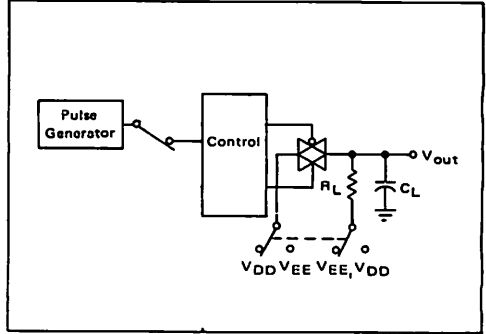 Pulse
Generator
Control
Vout
RL
CL
VDD VEE VEE, VDD